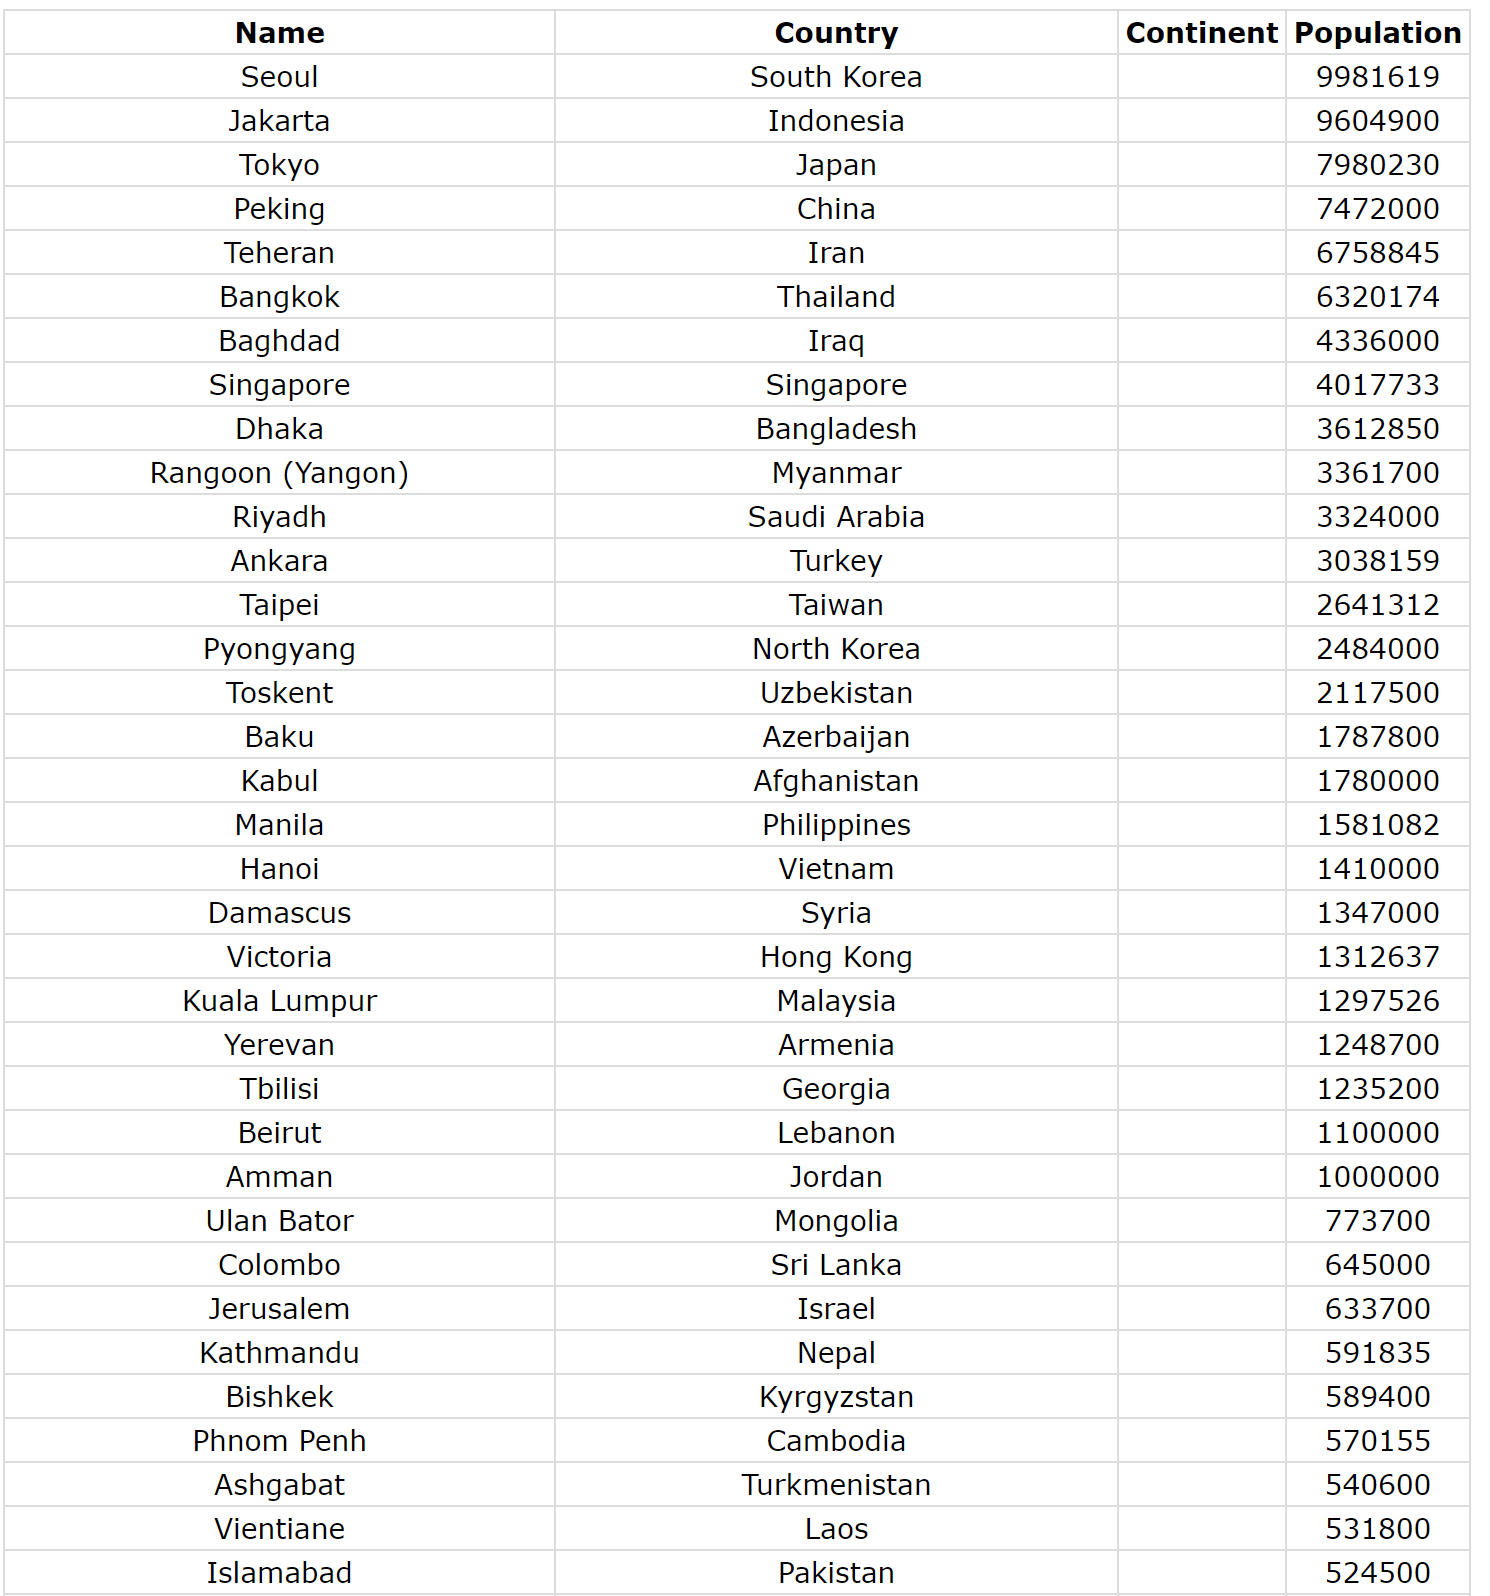 Name Country Continent Population
Seoul South Korea 9981619
Jakarta Indonesia 9604900
Tokyo Japan 7980230
Peking China 7472000
Teheran Iran 6758845
Bangkok Thailand 6320174
Baghdad Iraq 4336000
Singapore Singapore 4017733
Dhaka Bangladesh 3612850
Rangoon (Yangon) Myanmar 3361700
Riyadh Saudi Arabia 3324000
Ankara Turkey 3038159
Taipei Taiwan 2641312
Pyongyang North Korea 2484000
Toskent Uzbekistan 2117500
Baku Azerbaijan 1787800
Kabul Afghanistan 1780000
Manila Philippines 1581082
Hanoi Vietnam 1410000
Damascus Syria 1347000
Victoria Hong Kong 1312637
Kuala Lumpur Malaysia 1297526
Yerevan Armenia 1248700
Tbilisi Georgia 1235200
Beirut Lebanon 1100000
Amman Jordan 1000000
Ulan Bator Mongolia 773700
Colombo Sri Lanka 645000
Jerusalem Israel 633700
Kathmandu Nepal 591835
Bishkek Kyrgyzstan 589400
Phnom Penh Cambodia 570155
Ashgabat Turkmenistan 540600
Vientiane Laos 531800
Islamabad Pakistan 524500